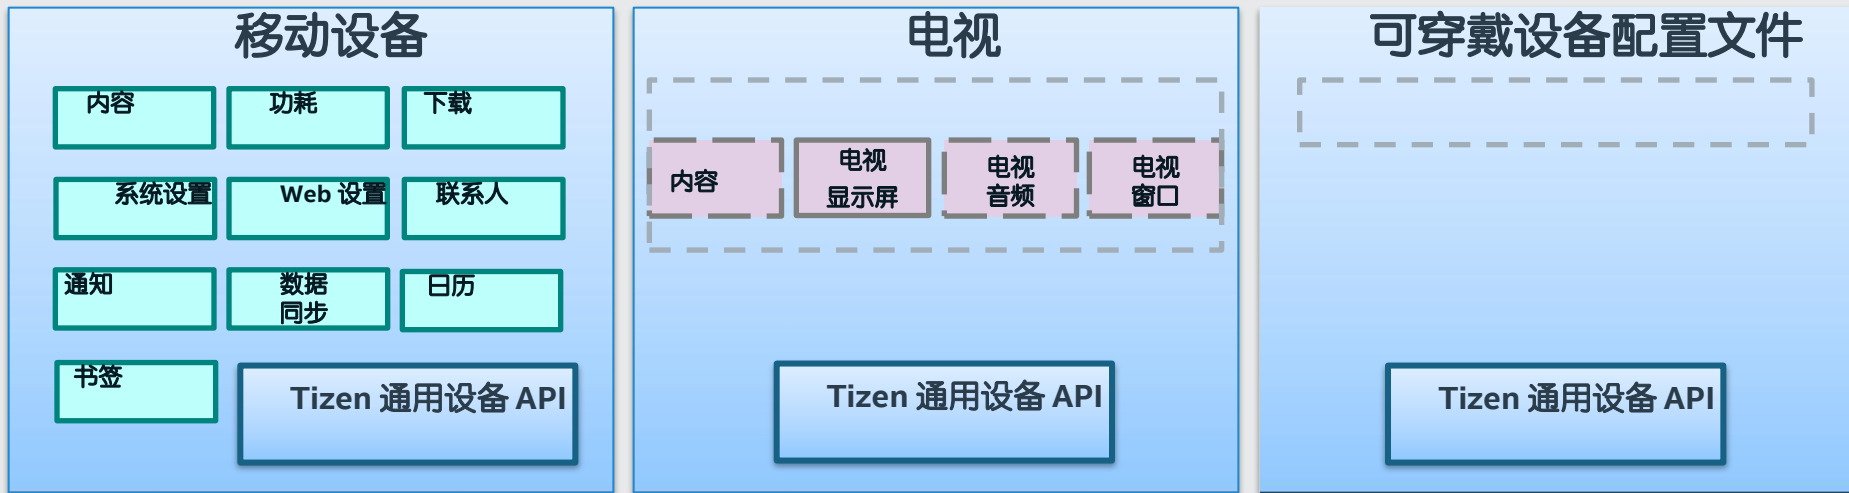 移动设备
内容
功耗
下载
系统设置
Web 设置
联系人
通知
数据
同步
日历
书签
Tizen 通用设备 API
电视
内容
电视
显示屏
电视
音频
电视
窗口
Tizen 通用设备 API
可穿戴设备配置文件
Tizen 通用设备 API